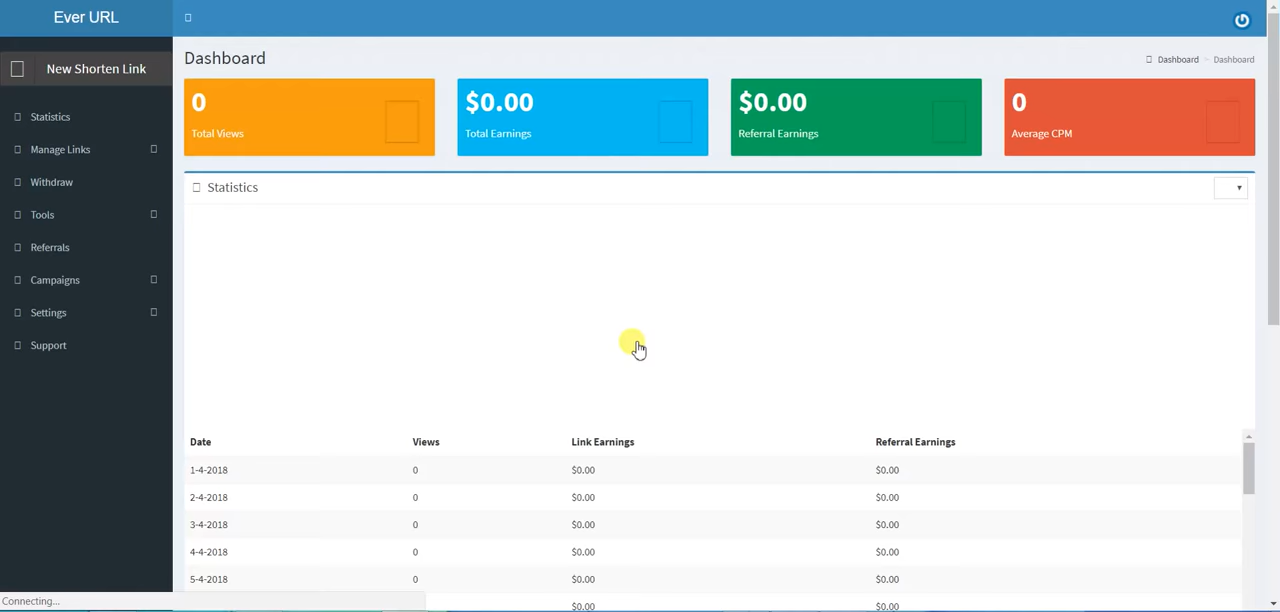 Ever URL
New Shorten Link
Statistics
Manage Links
Withdraw
Tools
Referrals
Campaigns
Settings
Support
Dashboard
Dashboard > Dashboard
0
Total Views
$0.00
Total Earnings
$0.00
Referral Earnings
0
Average CPM
Statistics
Date Views Link Earnings Referral Earnings
1-4-2018 0 $0.00 $0.00
2-4-2018 0 $0.00 $0.00
3-4-2018 0 $0.00 $0.00
4-4-2018 0 $0.00 $0.00
5-4-2018 0 $0.00 $0.00
0 $0.00 $0.00
Connecting...